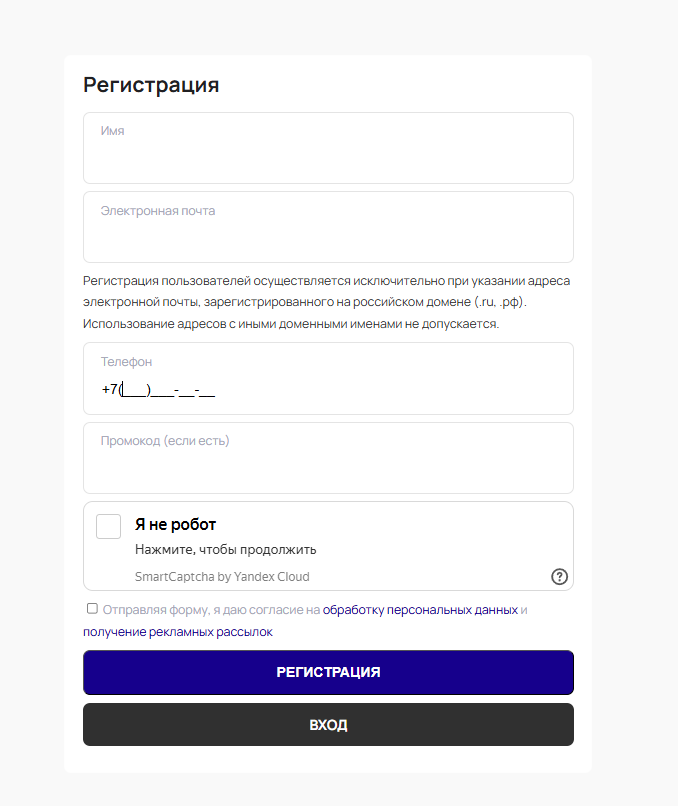 Регистрация
Имя
Электронная почта
Регистрация пользователей осуществляется исключительно при указании адреса
электронной почты, зарегистрированного на российском домене (.ru, .рф).
Использование адресов с иными доменными именами не допускается.
Телефон
+7(___)___-__-__
Промокод (если есть)
Я не робот
Нажмите, чтобы продолжить
SmartCaptcha by Yandex Cloud
?
Отправляя форму, я даю согласие на обработку персональных данных и
получение рекламных рассылок
РЕГИСТРАЦИЯ
ВХОД